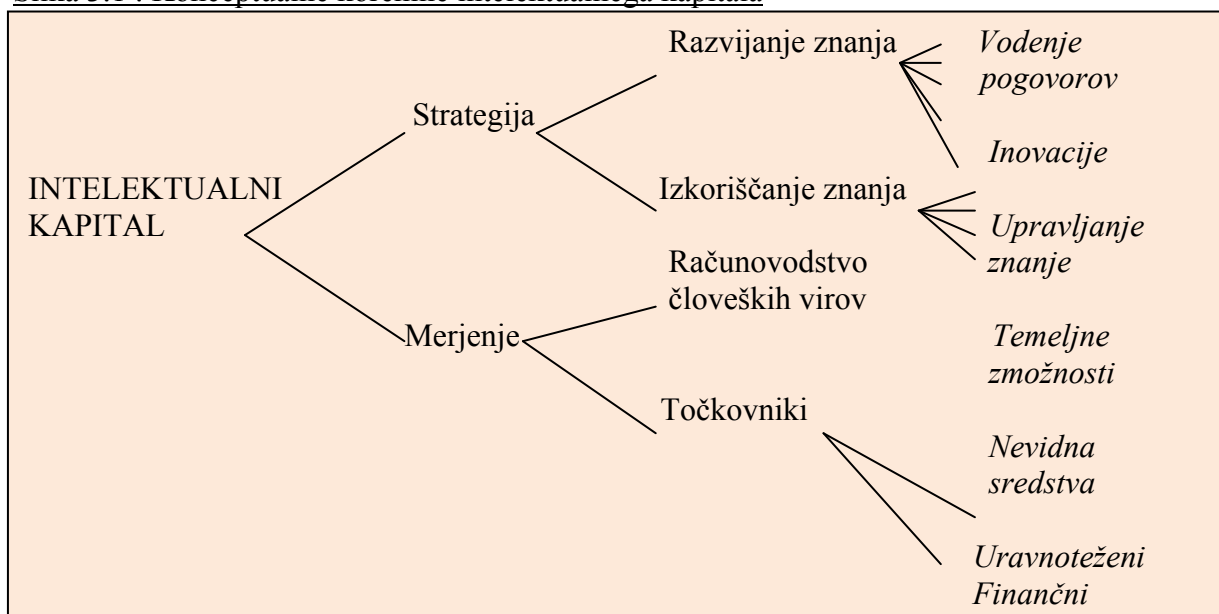 INTELEKTUALNI
KAPITAL
Strategija
Merjenje
Razvijanje znanja
Izkoriščanje znanja
Računovodstvo
človeških virov
Točkovniki
Vodenje
pogovorov
Inovacije
Upravljanje
znanje
Temeljne
zmožnosti
Nevidna
sredstva
Uravnoteženi
Finančni